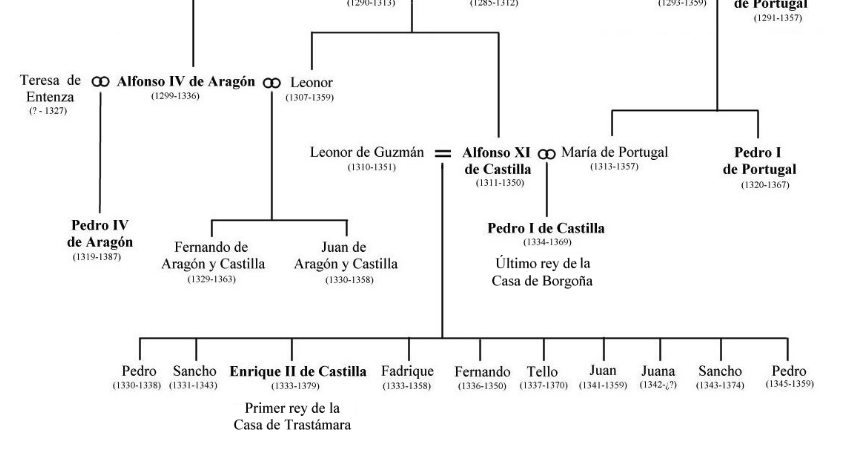 (1290-1313)
(1285-1312)
(1293-1359)
de Portugal
(1291-1357)
Teresa de
Entenza
(? - 1327)
Alfonso IV de Aragón
(1299-1336)
Leonor
(1307-1359)
Leonor de Guzmán
(1310-1351)
Alfonso XI
de Castilla
(1311-1350)
María de Portugal
(1313-1357)
Pedro I
de Portugal
(1320-1367)
Pedro IV
de Aragón
(1319-1387)
Fernando de
Aragón y Castilla
(1329-1363)
Juan de
Aragón y Castilla
(1330-1358)
Pedro I de Castilla
(1334-1369)
Último rey de la
Casa de Borgoña
Pedro
(1330-1338)
Sancho
(1331-1343)
Enrique II de Castilla
(1333-1379)
Primer rey de la
Casa de Trastámara
Fadrique
(1333-1358)
Fernando
(1336-1350)
Tello
(1337-1370)
Juan
(1341-1359)
Juana
(1342-¿?)
Sancho
(1343-1374)
Pedro
(1345-1359)